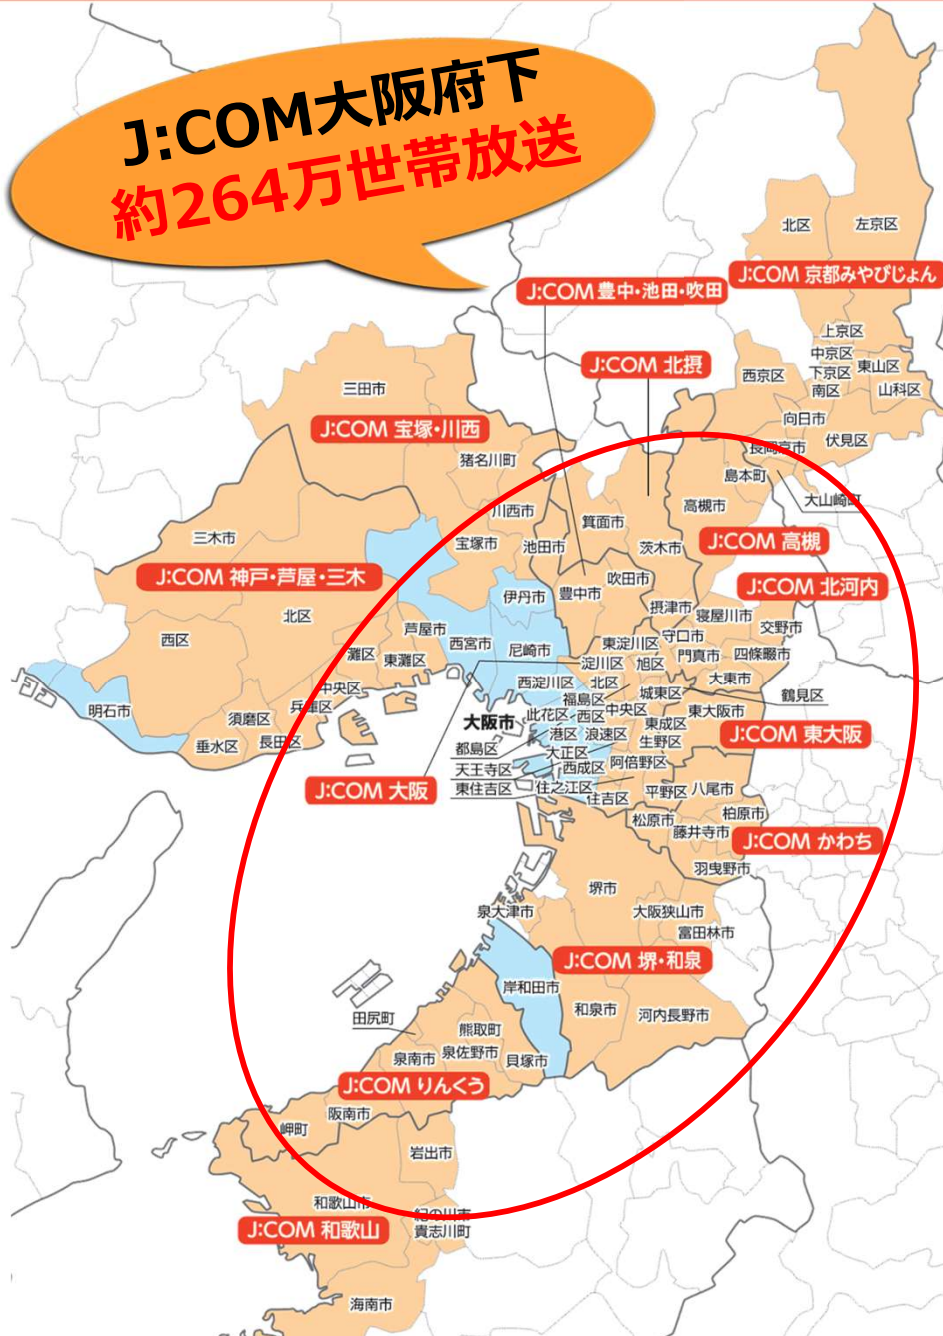 J:COM大阪府下
約264万世帯放送
北区
左京区
J:COM 京都みやびじょん
J:COM 豊中・池田・吹田
上京区
中京区
下京区
東山区
南区
山科区
西京区
向日市
伏見区
長岡京市
J:COM 北摂
三田市
J:COM 宝塚・川西
猪名川町
島本町
大山崎町
高槻市
川西市
箕面市
三木市
宝塚市
池田市
茨木市
J:COM 高槻
J:COM 神戸・芦屋・三木
J:COM 北河内
吹田市
豊中市
伊丹市
摂津市
寝屋川市
北区
交野市
芦屋市
西宮市
尼崎市
東淀川区
守口市
西区
灘区
東灘区
淀川区
旭区
門真市
四條畷市
大東市
中央区
西淀川区
北区
城東区
鶴見区
明石市
兵庫区
福島区
須磨区
大阪市
此花区
西区
中央区
東大阪市
垂水区
長田区
都島区
港区
浪速区
東成区
J:COM 東大阪
生野区
大正区
天王寺区
西成区
阿倍野区
J:COM 大阪
東住吉区
住之江区
住吉区
平野区
八尾市
柏原市
松原市
藤井寺市
J:COM かわち
羽曳野市
堺市
泉大津市
大阪狭山市
富田林市
J:COM 堺・和泉
岸和田市
和泉市
河内長野市
田尻町
熊取町
泉南市
泉佐野市
貝塚市
J:COM りんくう
阪南市
岬町
岩出市
和歌山市
紀の川市
貴志川町
J:COM 和歌山
海南市